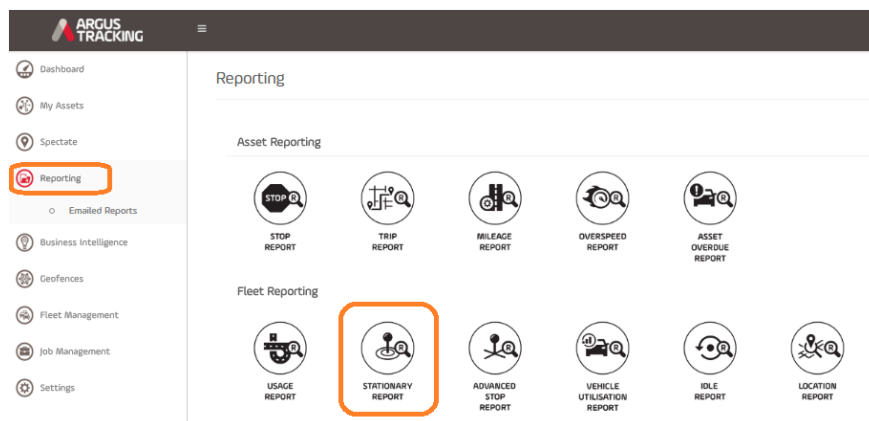 ARGUS
TRACKING
Dashboard
My Assets
Spectate
Reporting
Emailed Reports
Business Intelligence
Geofences
Fleet Management
Job Management
Settings
Reporting
Asset Reporting
STOP R
R
R
R
R
STOP
REPORT
TRIP
REPORT
MILEAGE
REPORT
OVERSPEED
REPORT
ASSET
OVERDUE
REPORT
Fleet Reporting
R
R
R
R
R
R
USAGE
REPORT
STATIONARY
REPORT
ADVANCED
STOP
REPORT
VEHICLE
UTILISATION
REPORT
IDLE
REPORT
LOCATION
REPORT